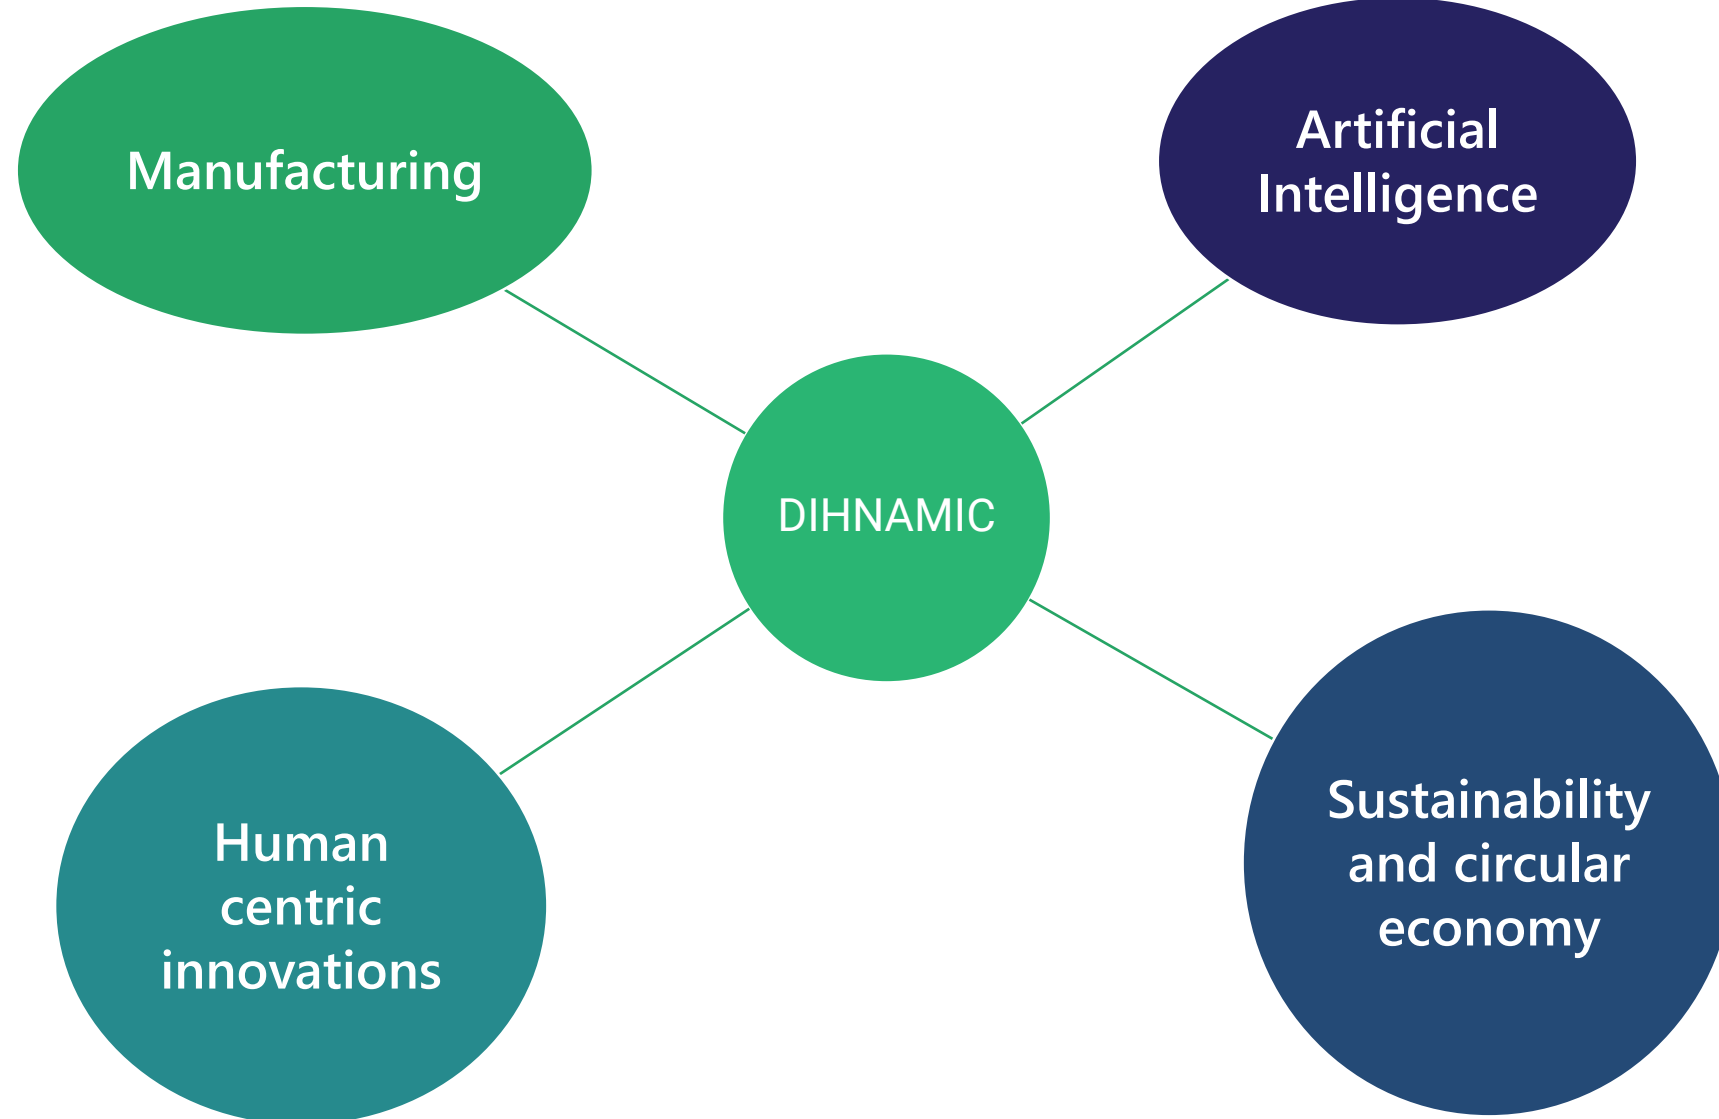 Manufacturing
Artificial
Intelligence
DIHNAMIC
Human
centric
innovations
Sustainability
and circular
economy